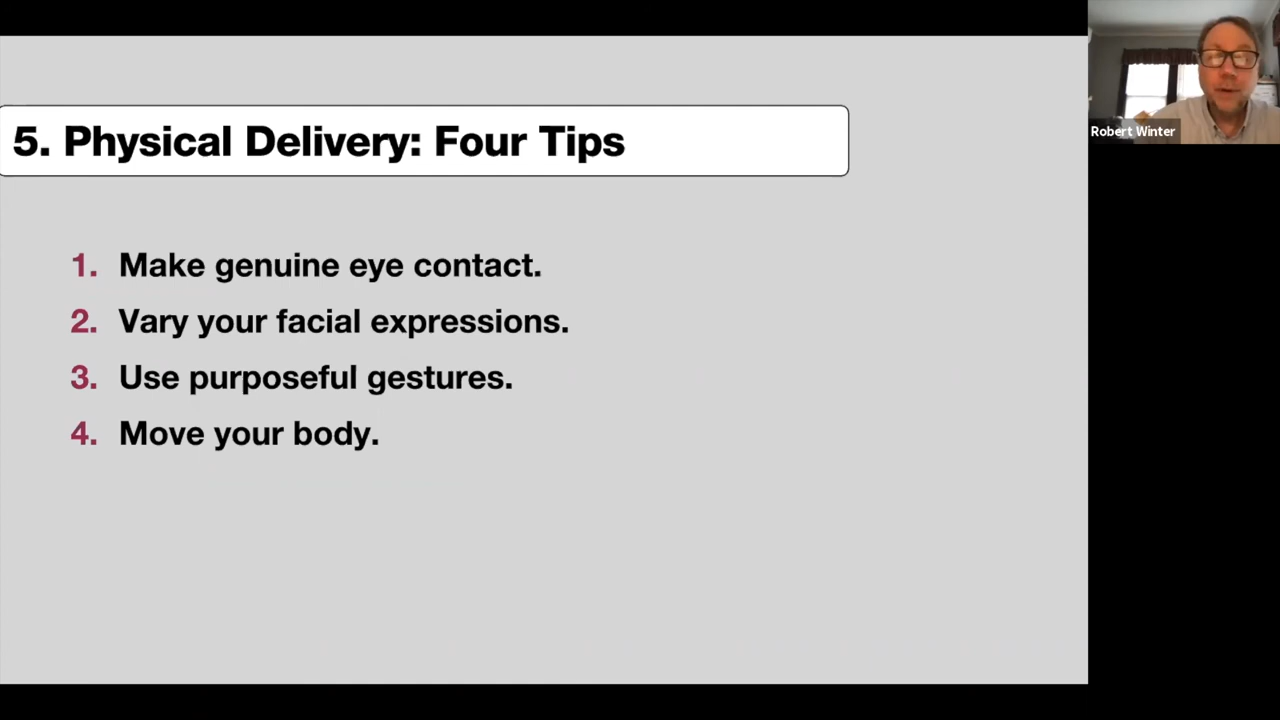 5. Physical Delivery: Four Tips
1. Make genuine eye contact.
2. Vary your facial expressions.
3. Use purposeful gestures.
4. Move your body.
Robert Winter